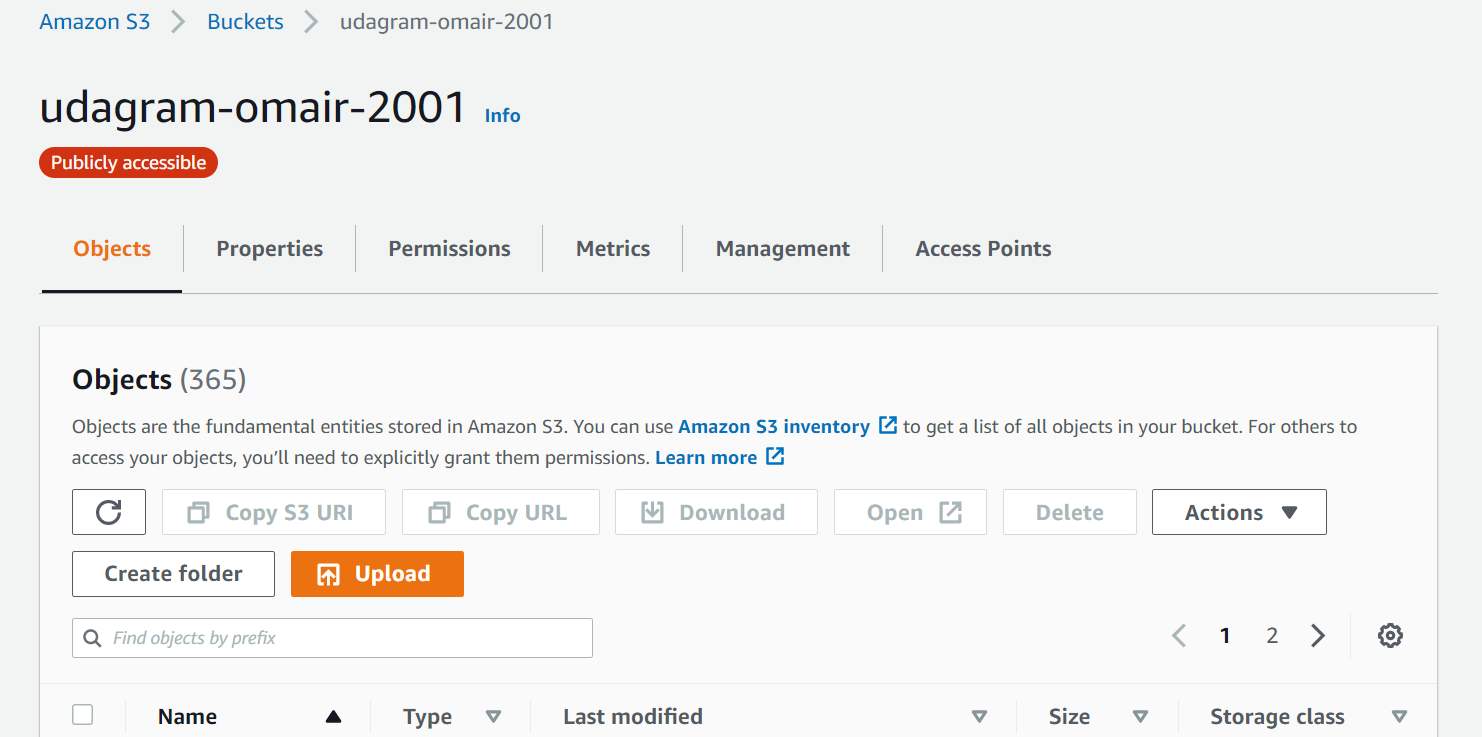 Amazon S3 > Buckets > udagram-omair-2001
udagram-omair-2001 Info
Publicly accessible
Objects Properties Permissions Metrics Management Access Points
Objects (365)
Objects are the fundamental entities stored in Amazon S3. You can use Amazon S3 inventory to get a list of all objects in your bucket. For others to
access your objects, you’ll need to explicitly grant them permissions. Learn more
Copy S3 URI Copy URL Download Open Delete Actions
Create folder Upload
Find objects by prefix 1 2
Name Type Last modified Size Storage class